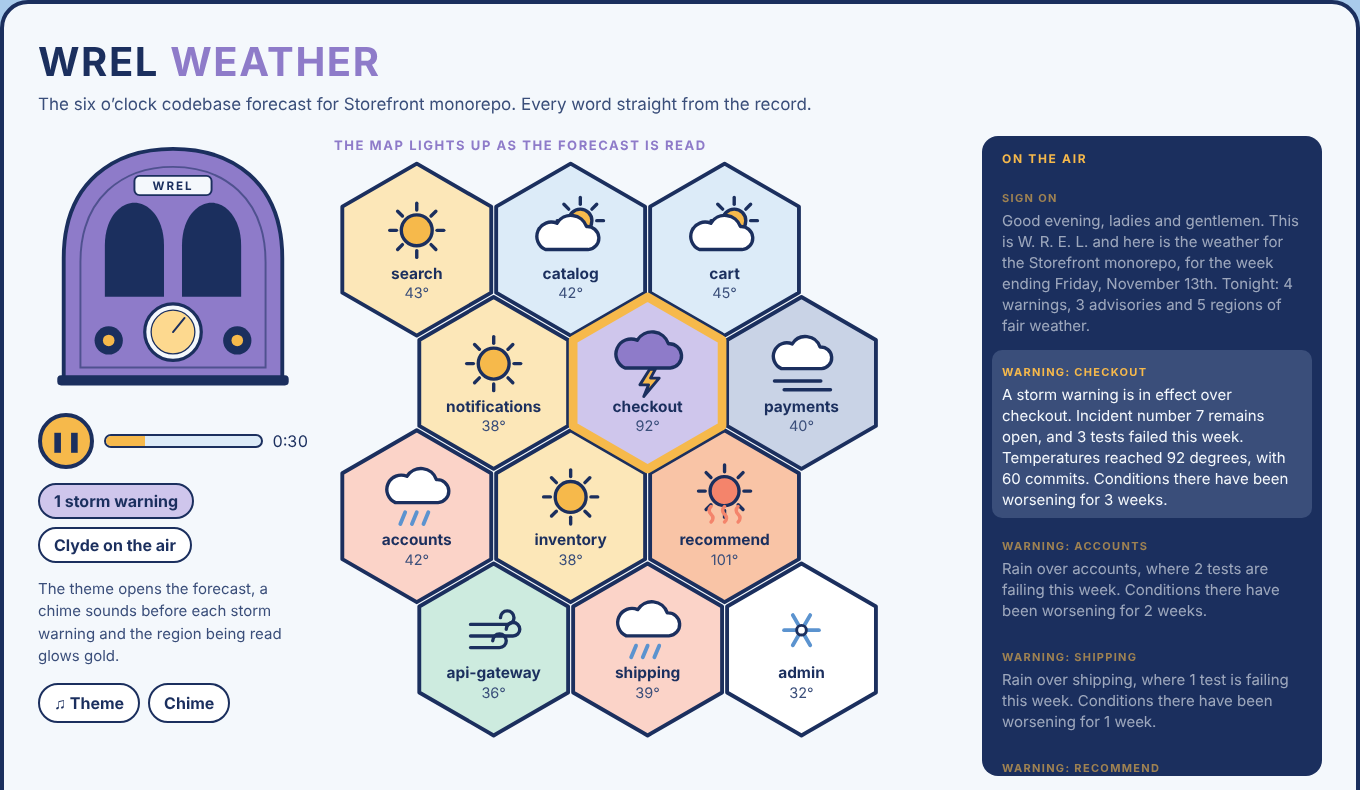 WREL WEATHER
The six o’clock codebase forecast for Storefront monorepo. Every word straight from the record.
WREL
❚❚ 0:30
1 storm warning
Clyde on the air
The theme opens the forecast, a
chime sounds before each storm
warning and the region being read
glows gold.
♫ Theme Chime
THE MAP LIGHTS UP AS THE FORECAST IS READ
search
43°
catalog
42°
cart
45°
notifications
38°
checkout
92°
payments
40°
accounts
42°
inventory
38°
recommend
101°
api-gateway
36°
shipping
39°
admin
32°
ON THE AIR
SIGN ON
Good evening, ladies and gentlemen. This
is W. R. E. L. and here is the weather for
the Storefront monorepo, for the week
ending Friday, November 13th. Tonight: 4
warnings, 3 advisories and 5 regions of
fair weather.
WARNING: CHECKOUT
A storm warning is in effect over
checkout. Incident number 7 remains
open, and 3 tests failed this week.
Temperatures reached 92 degrees, with
60 commits. Conditions there have been
worsening for 3 weeks.
WARNING: ACCOUNTS
Rain over accounts, where 2 tests are
failing this week. Conditions there have
been worsening for 2 weeks.
WARNING: SHIPPING
Rain over shipping, where 1 test is failing
this week. Conditions there have been
worsening for 1 week.
WARNING: RECOMMEND